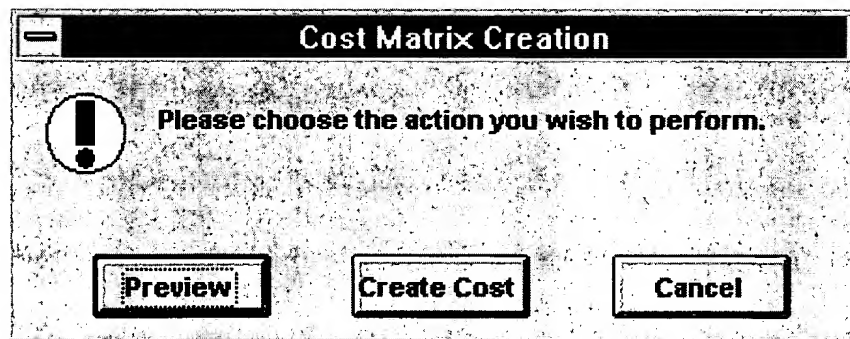 Cost Matrix Creation
Please choose the action you wish to perform.
Preview Create Cost Cancel